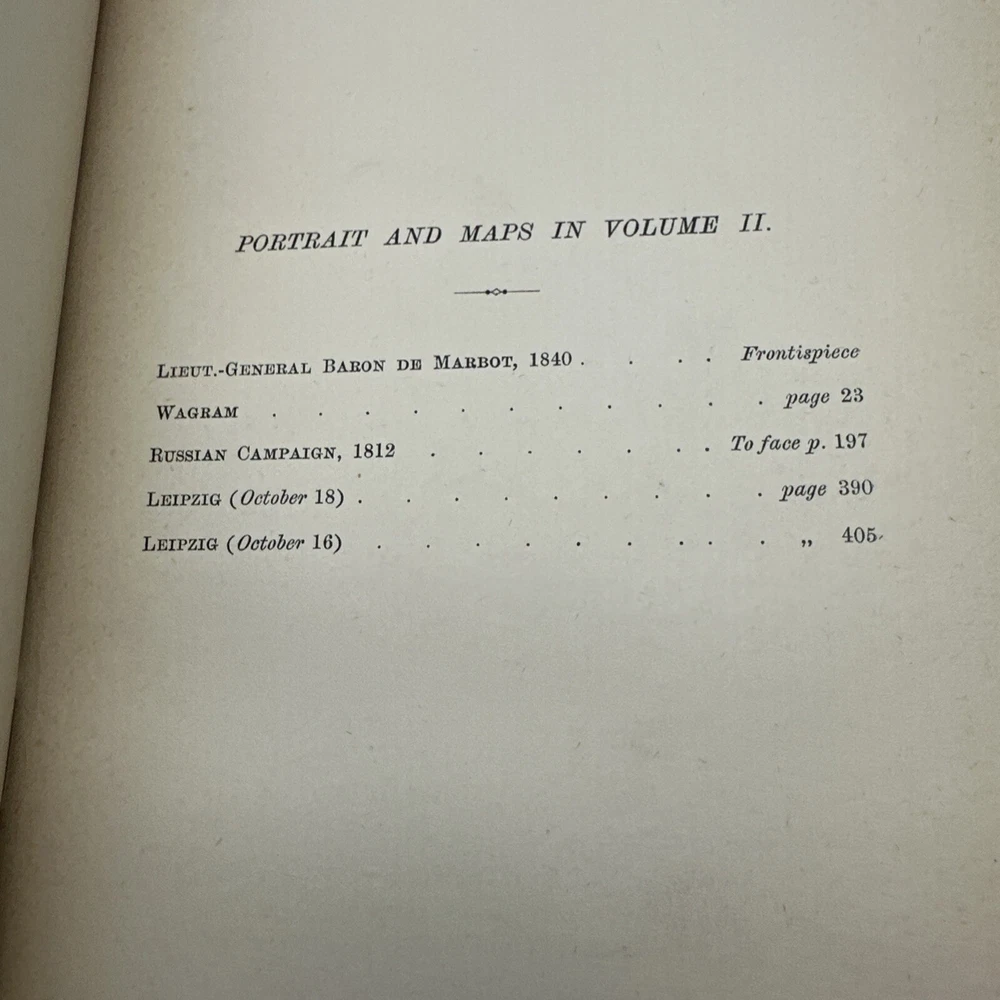 PORTRAIT AND MAPS IN VOLUME II.
LIEUT.-GENERAL BARON DE MARBOT, 1840 . . . . Frontispiece
WAGRAM . . . . . . . . . . . page 23
RUSSIAN CAMPAIGN, 1812 . . . . . . . To face p. 197
LEIPZIG (October 18) . . . . . . . . . page 390
LEIPZIG (October 16) . . . . . . . . . „ 405